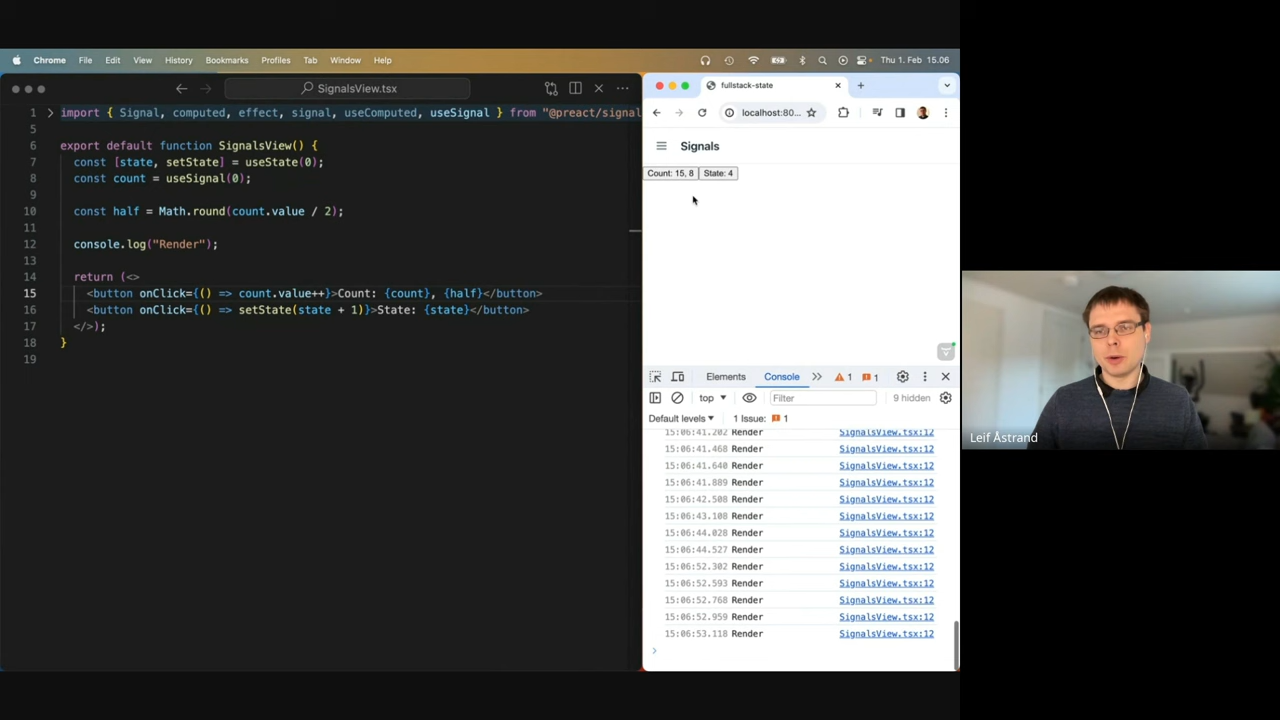 Chrome File Edit View History Bookmarks Profiles Tab Window Help Thu 1. Feb 15.06
SignalsView.tsx
1 import { Signal, computed, effect, signal, useComputed, useSignal } from "@preact/signal
5
6 export default function SignalsView() {
7 const [state, setState] = useState(0);
8 const count = useSignal(0);
9
10 const half = Math.round(count.value / 2);
11
12 console.log("Render");
13
14 return (<>
15 <button onClick={() => count.value++}>Count: {count}, {half}</button>
16 <button onClick={() => setState(state + 1)}>State: {state}</button>
17 </>);
18 }
19
fullstack-state
localhost:80...
Signals
Count: 15, 8 State: 4
Elements Console 1 1
top Filter 9 hidden
Default levels 1 Issue: 1
15:06:41.202 Render SignalsView.tsx:12
15:06:41.468 Render SignalsView.tsx:12
15:06:41.640 Render SignalsView.tsx:12
15:06:41.889 Render SignalsView.tsx:12
15:06:42.508 Render SignalsView.tsx:12
15:06:43.108 Render SignalsView.tsx:12
15:06:44.028 Render SignalsView.tsx:12
15:06:44.527 Render SignalsView.tsx:12
15:06:52.302 Render SignalsView.tsx:12
15:06:52.593 Render SignalsView.tsx:12
15:06:52.768 Render SignalsView.tsx:12
15:06:52.959 Render SignalsView.tsx:12
15:06:53.118 Render SignalsView.tsx:12
Leif Åstrand